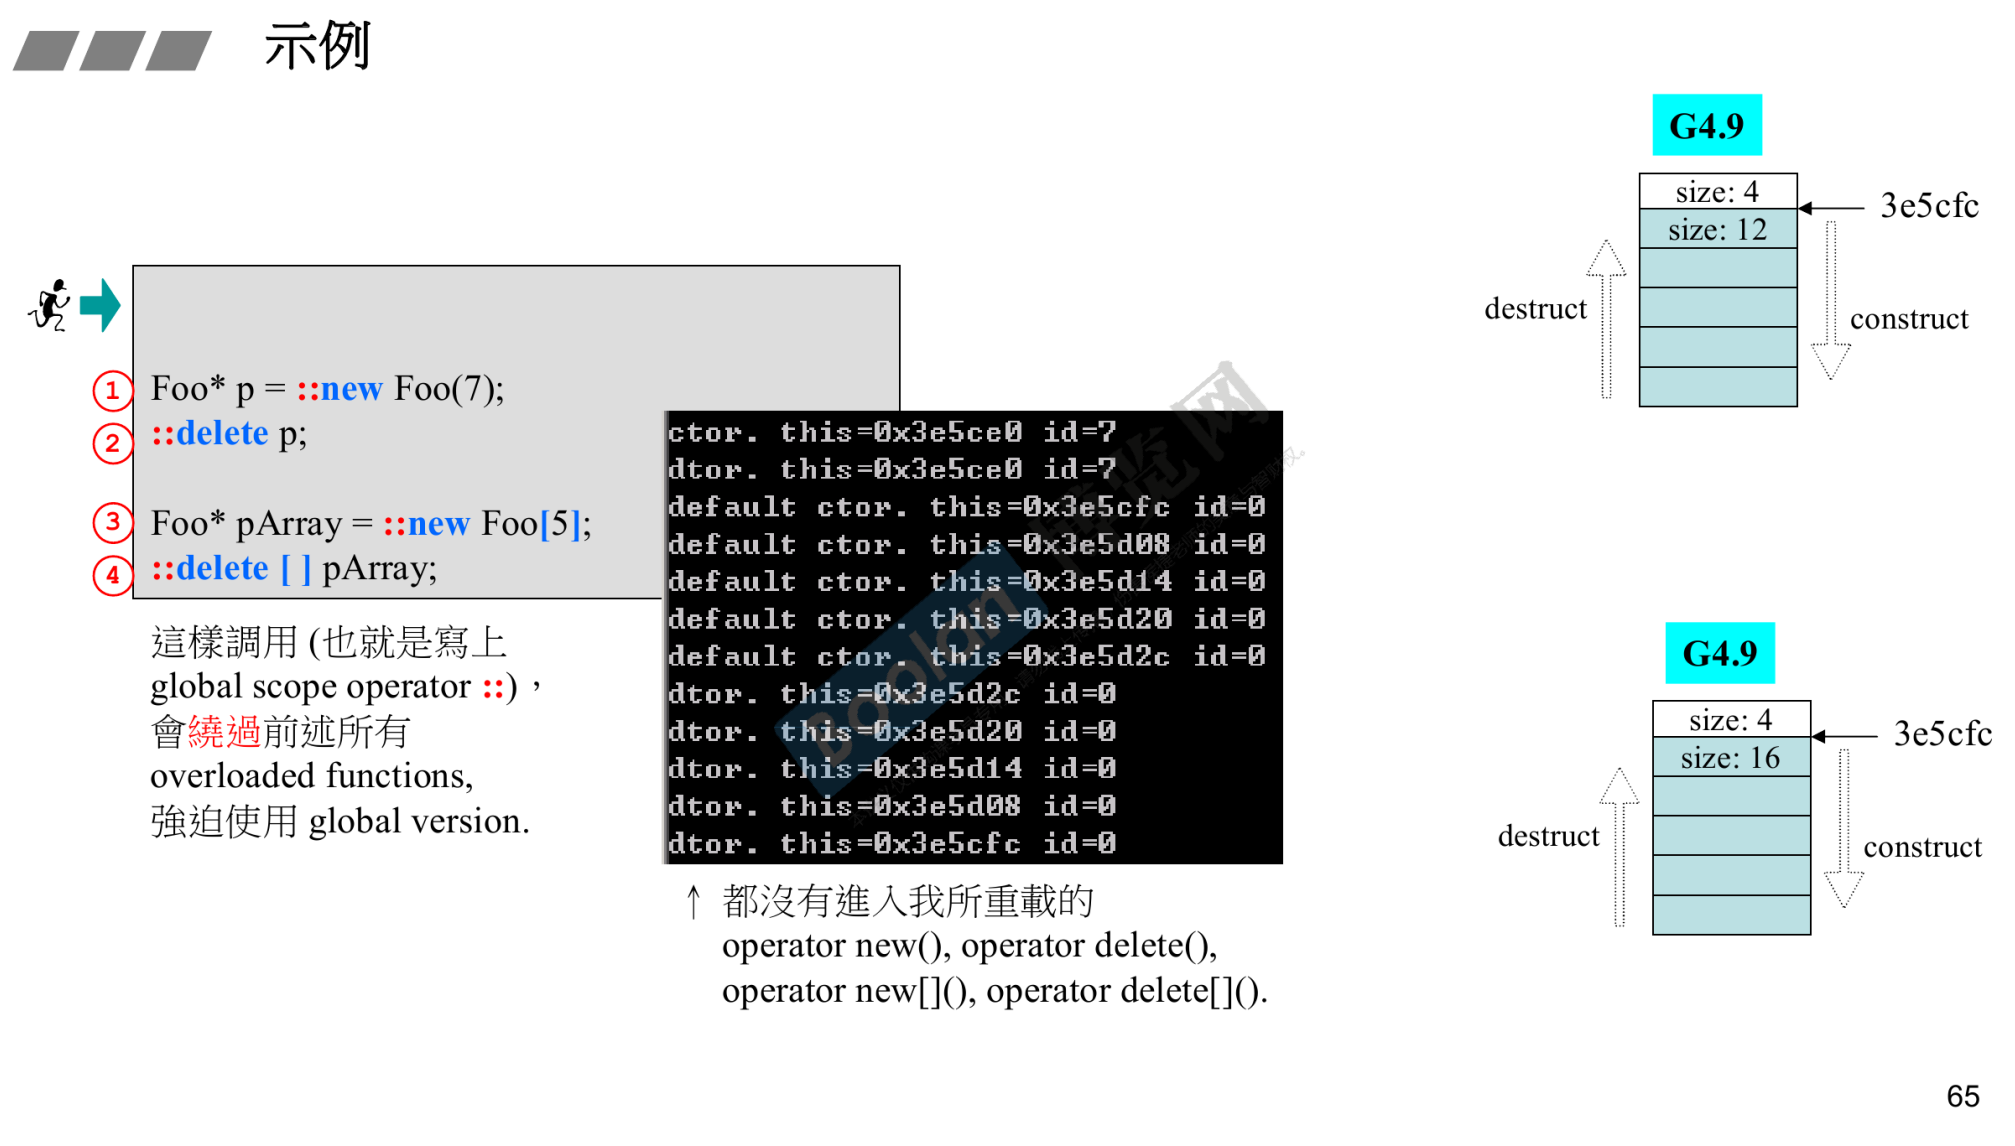 示例
① Foo* p = ::new Foo(7);
② ::delete p;
③ Foo* pArray = ::new Foo[5];
④ ::delete [ ] pArray;
這樣調用 (也就是寫上
global scope operator ::)，
會繞過前述所有
overloaded functions,
強迫使用 global version.
ctor. this=0x3e5ce0 id=7
dtor. this=0x3e5ce0 id=7
default ctor. this=0x3e5cfc id=0
default ctor. this=0x3e5d08 id=0
default ctor. this=0x3e5d14 id=0
default ctor. this=0x3e5d20 id=0
default ctor. this=0x3e5d2c id=0
dtor. this=0x3e5d2c id=0
dtor. this=0x3e5d20 id=0
dtor. this=0x3e5d14 id=0
dtor. this=0x3e5d08 id=0
dtor. this=0x3e5cfc id=0
Boolan
博览网
↑ 都沒有進入我所重載的
operator new(), operator delete(),
operator new[](), operator delete[]().
G4.9
size: 4
3e5cfc
size: 12
destruct
construct
G4.9
size: 4
3e5cfc
size: 16
destruct
construct
65